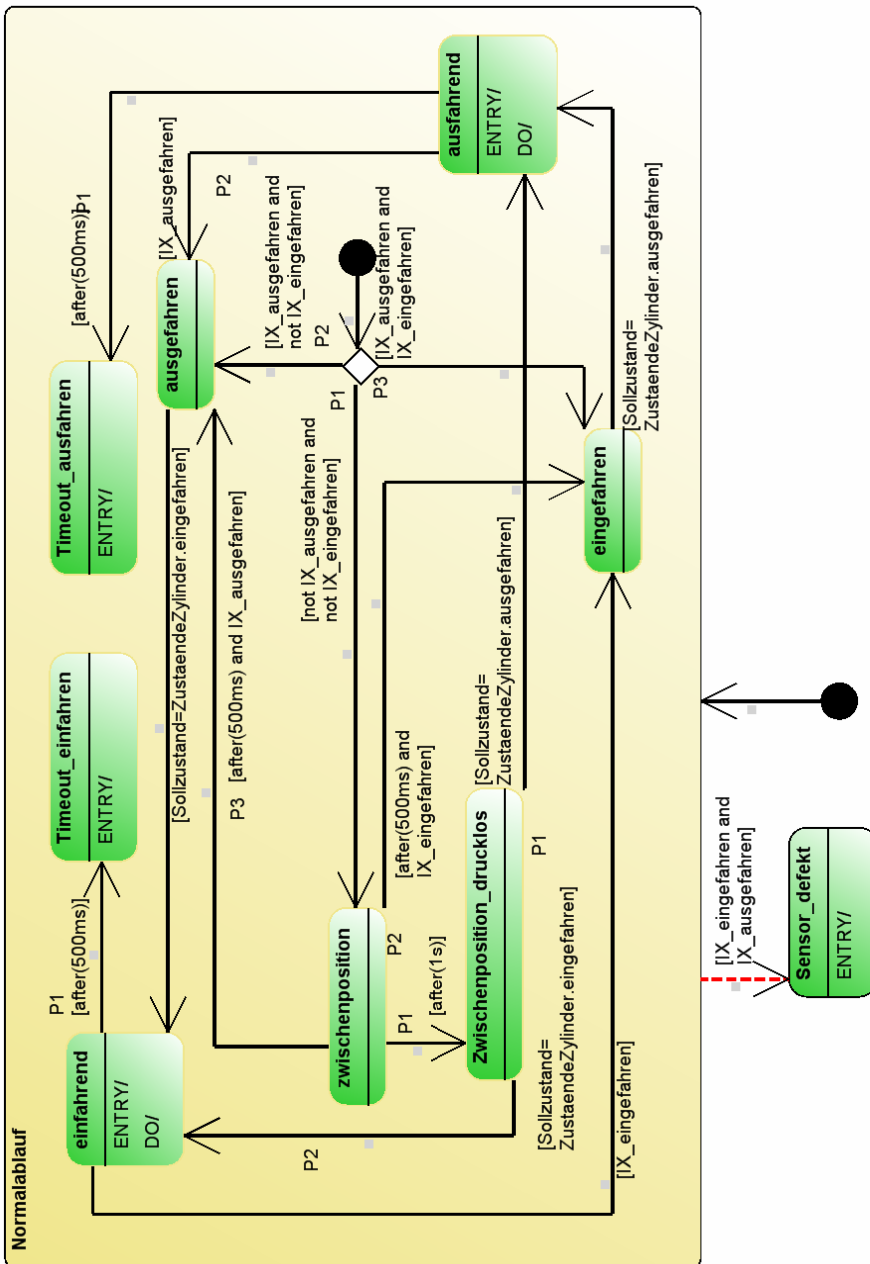 Normalablauf
P1
[after(500ms)]
Timeout_einfahren
ENTRY/
Timeout_ausfahren
ENTRY/
[after(500ms)]
P1
einfahrend
ENTRY/
DO/
[Sollzustand=ZustaendeZylinder.eingefahren]
ausgefahren
[IX_ausgefahren]
P2
P3
[after(500ms) and IX_ausgefahren]
[IX_ausgefahren and
not IX_eingefahren]
P2
P2
[not IX_ausgefahren and
not IX_eingefahren]
P1
P3
[IX_ausgefahren and
IX_eingefahren]
zwischenposition
P2
[after(500ms) and
IX_eingefahren]
P1
[after(1s)]
ausfahrend
ENTRY/
DO/
Zwischenposition_drucklos
[Sollzustand=
ZustaendeZylinder.ausgefahren]
P1
[Sollzustand=
ZustaendeZylinder.eingefahren]
eingefahren
[Sollzustand=
ZustaendeZylinder.ausgefahren]
[IX_eingefahren]
[IX_eingefahren and
IX_ausgefahren]
Sensor_defekt
ENTRY/